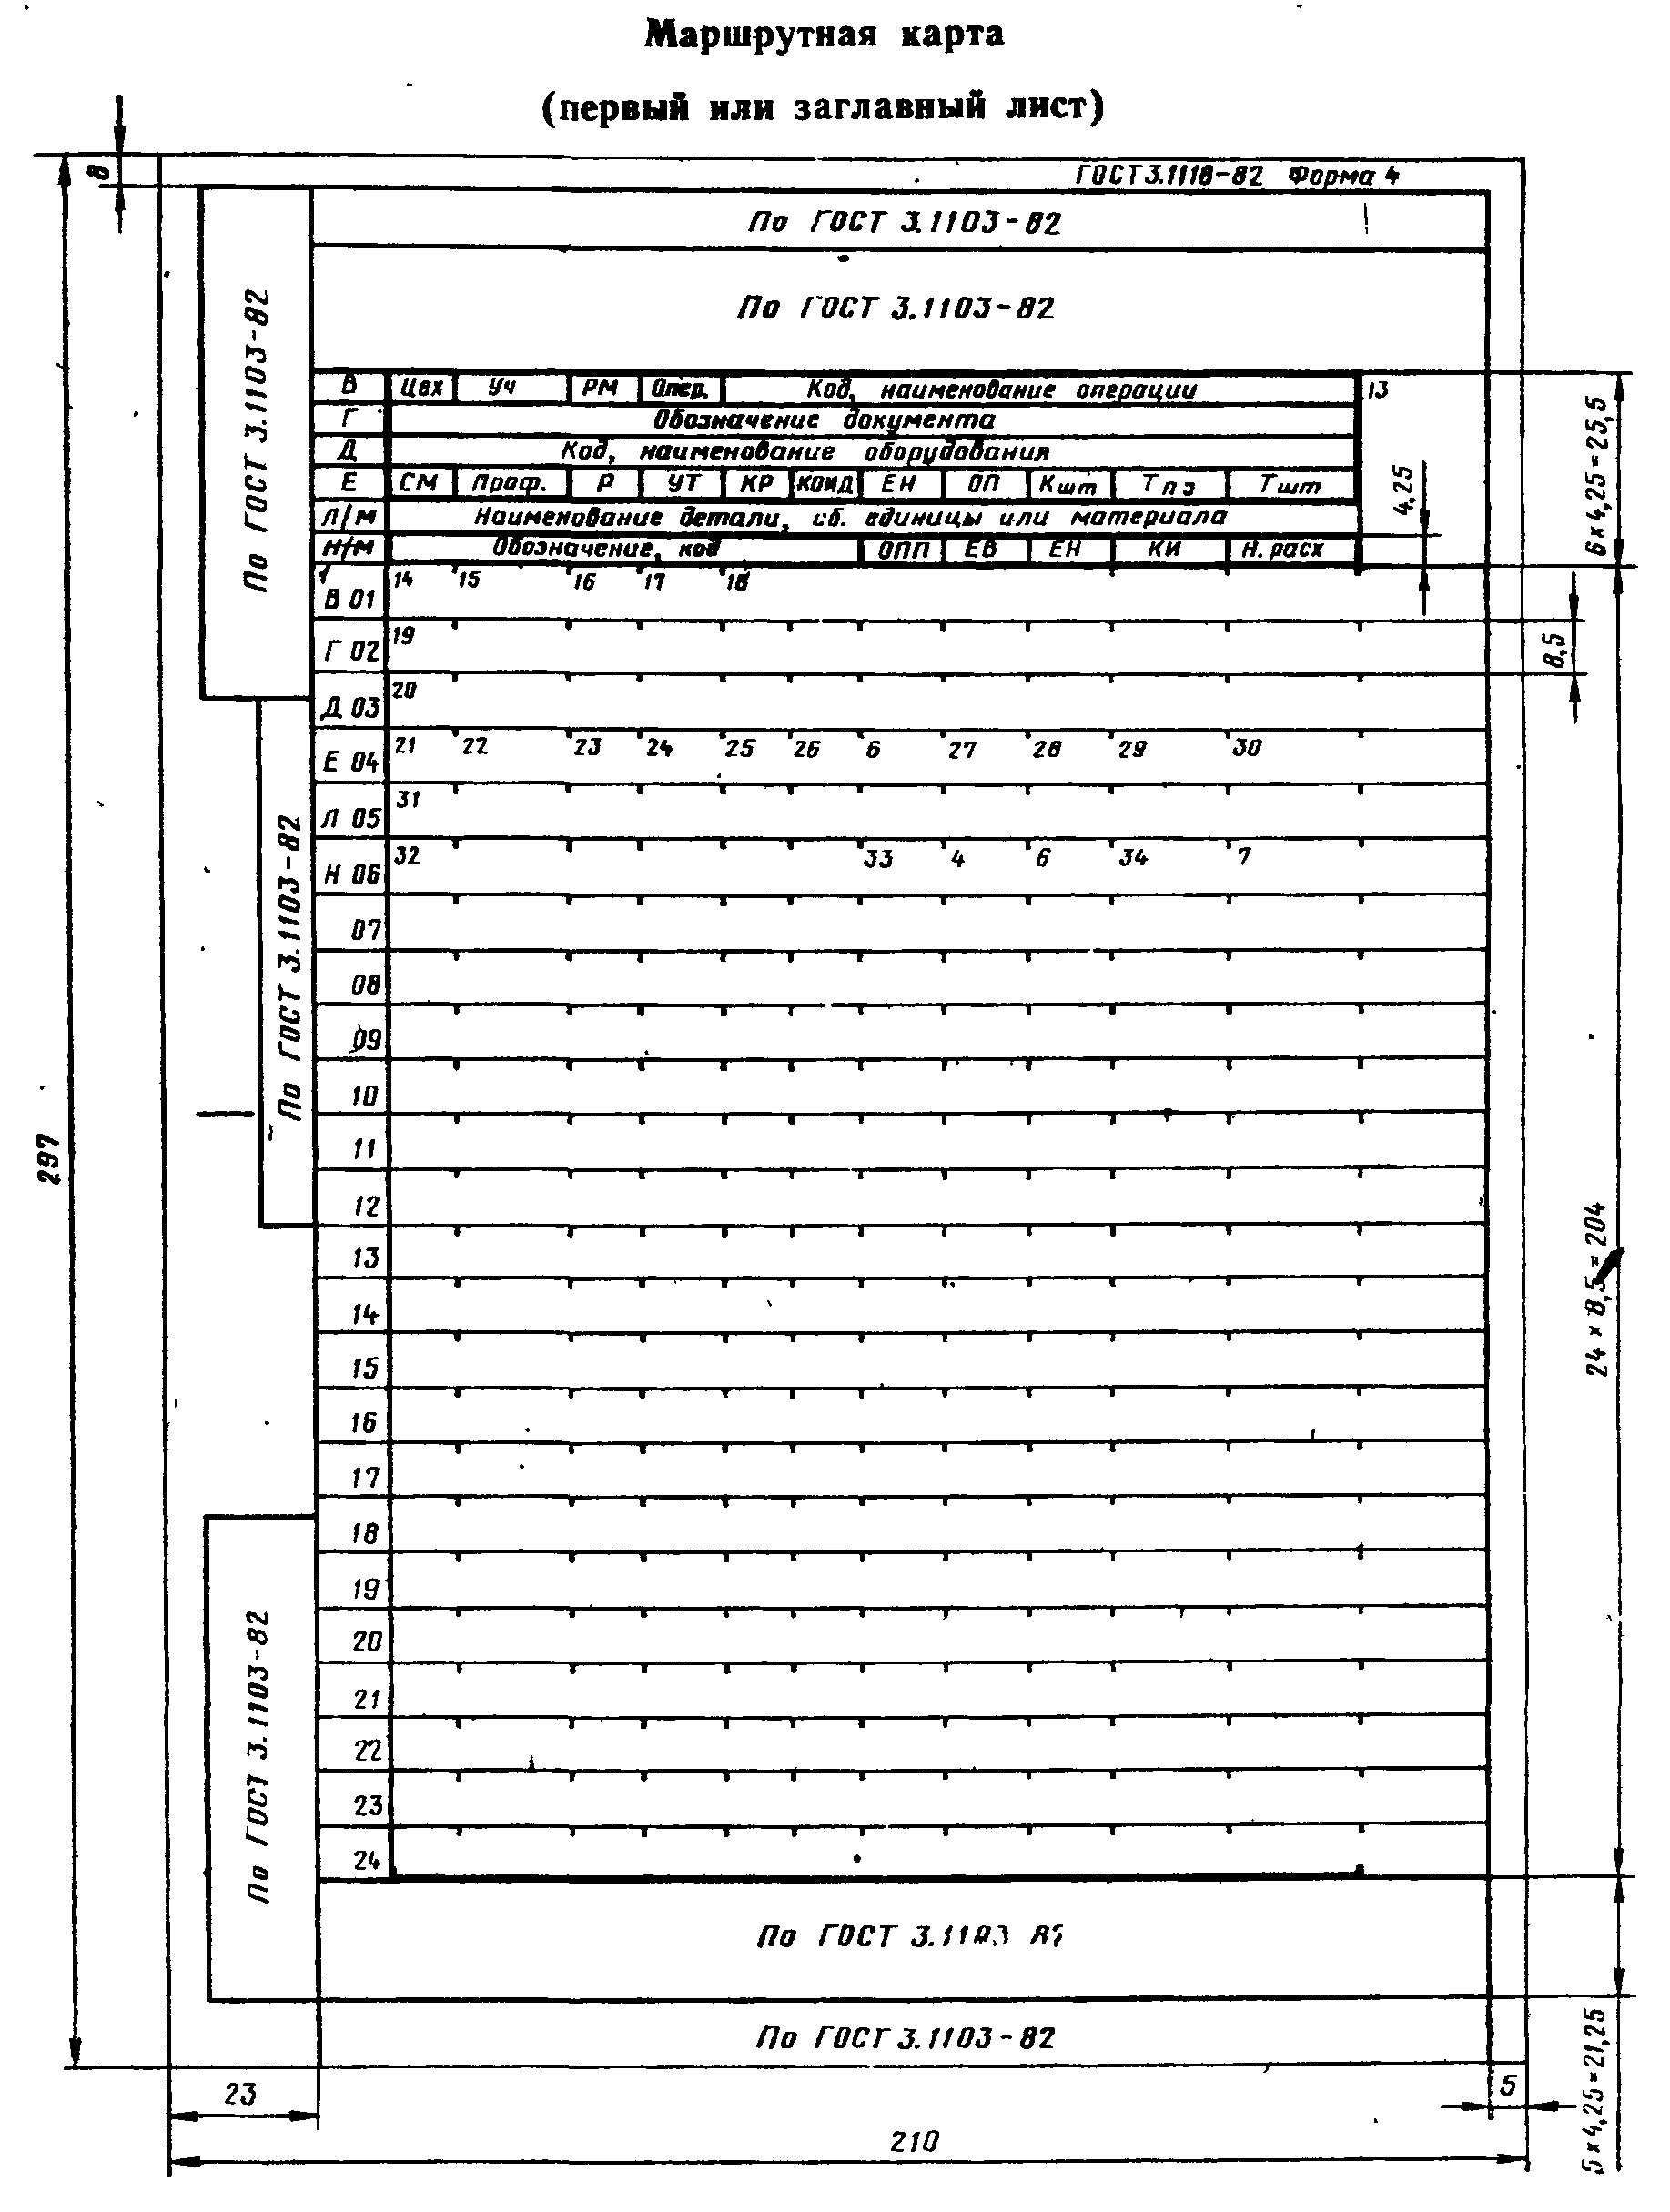 Маршрутная карта
(первый или заглавный лист)
8
ГОСТ 3.1118-82 Форма 4
По ГОСТ 3.1103-82
По ГОСТ 3.1103-82
По ГОСТ 3.1103-82
В Цех Уч РМ Опер. Код, наименование операции 13
Г Обозначение документа
Д Код, наименование оборудования
Е СМ Проф. Р УТ КР КОИД ЕН ОП Кшт Тпз Тшт
Л/М Наименование детали, сб. единицы или материала
Н/М Обозначение, код ОПП ЕВ ЕН КИ Н. расх
4,25
6×4,25=25,5
1 14 15 16 17 18
В 01
19
Г 02
8,5
20
Д 03
21 22 23 24 25 26 6 27 28 29 30
Е 04
31
Л 05
32 33 4 6 34 7
Н 06
07
08
09
10
11
12
13
14
15
16
17
18
19
20
21
22
23
24
По ГОСТ 3.1103-82
297
24×8,5=204
По ГОСТ 3.1103-82
По ГОСТ
По ГОСТ 3.1103-82
23
5
210
5×4,25=21,25